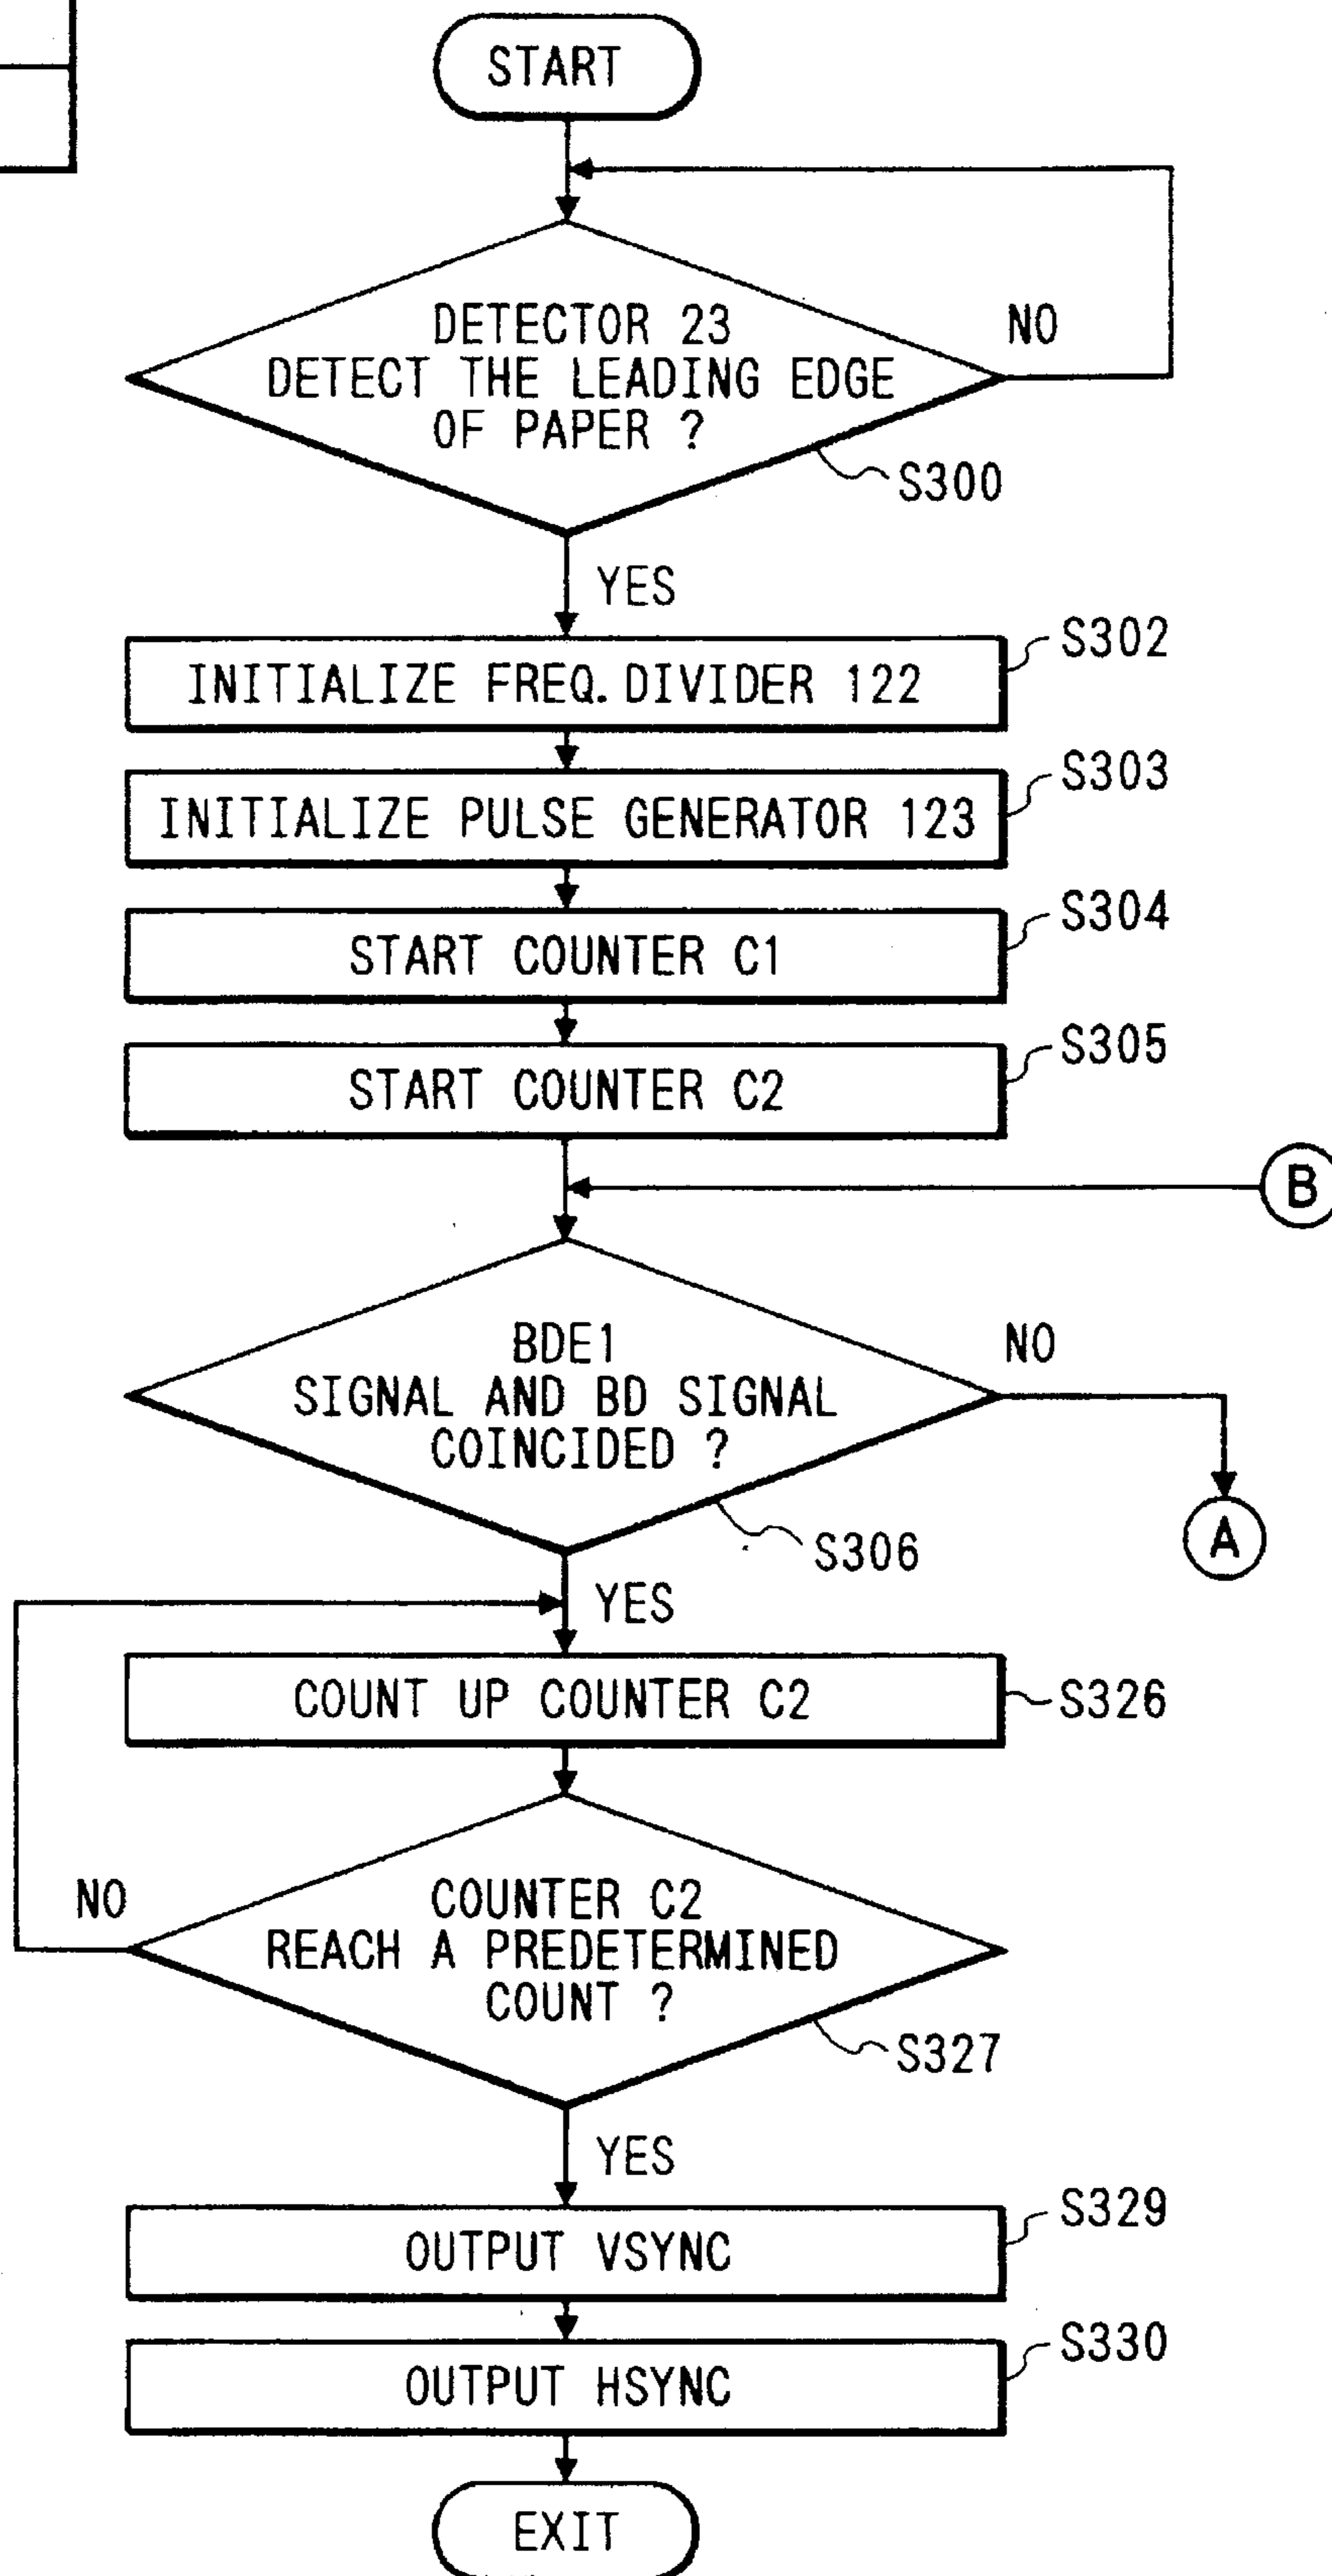 START
DETECTOR 23
DETECT THE LEADING EDGE
OF PAPER ?
NO
S300
YES
INITIALIZE FREQ. DIVIDER 122
S302
INITIALIZE PULSE GENERATOR 123
S303
START COUNTER C1
S304
START COUNTER C2
S305
B
BDE1
SIGNAL AND BD SIGNAL
COINCIDED ?
NO
S306
A
YES
COUNT UP COUNTER C2
S326
COUNTER C2
REACH A PREDETERMINED
COUNT ?
NO
S327
YES
OUTPUT VSYNC
S329
OUTPUT HSYNC
S330
EXIT